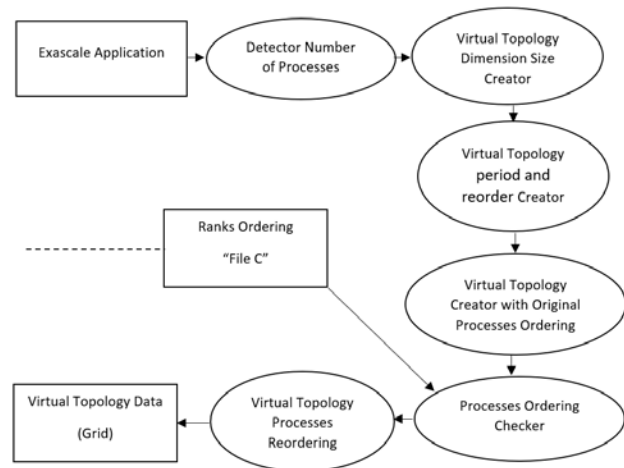 Exascale Application
Detector Number
of Processes
Virtual Topology
Dimension Size
Creator
Virtual Topology
period and
reorder Creator
Ranks Ordering
“File C”
Virtual Topology
Creator with Original
Processes Ordering
Virtual Topology Data
(Grid)
Virtual Topology
Processes
Reordering
Processes Ordering
Checker